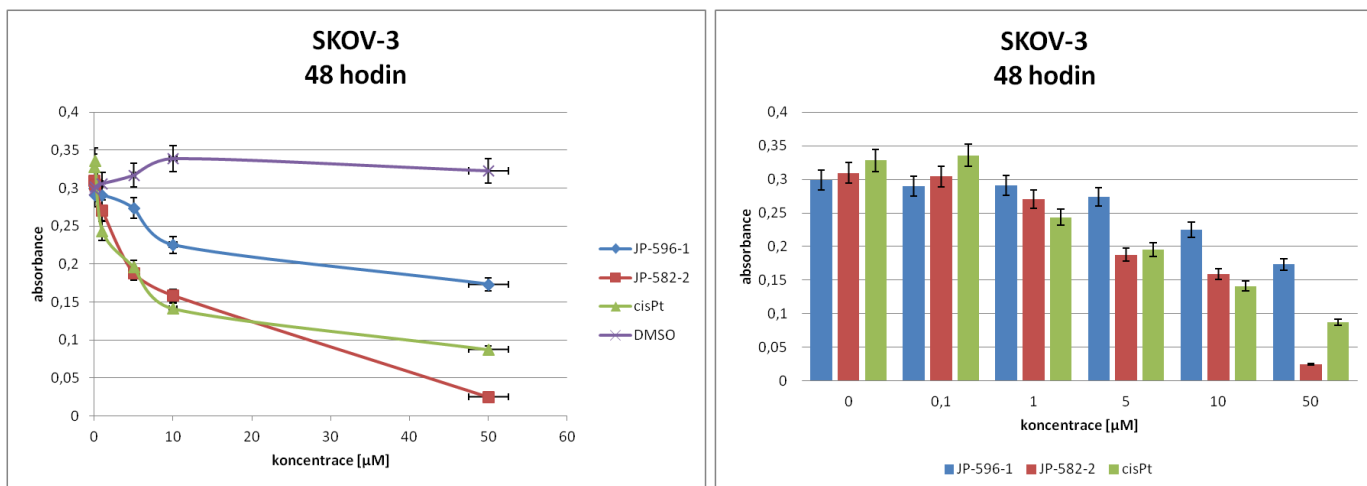 SKOV-3
48 hodin
0,4
0,35
0,3
0,25
0,2
0,15
0,1
0,05
0
absorbance
0 10 20 30 40 50 60
koncentrace [µM]
JP-596-1
JP-582-2
cisPt
DMSO
SKOV-3
48 hodin
0,4
0,35
0,3
0,25
0,2
0,15
0,1
0,05
0
absorbance
0 0,1 1 5 10 50
koncentrace [µM]
JP-596-1 JP-582-2 cisPt